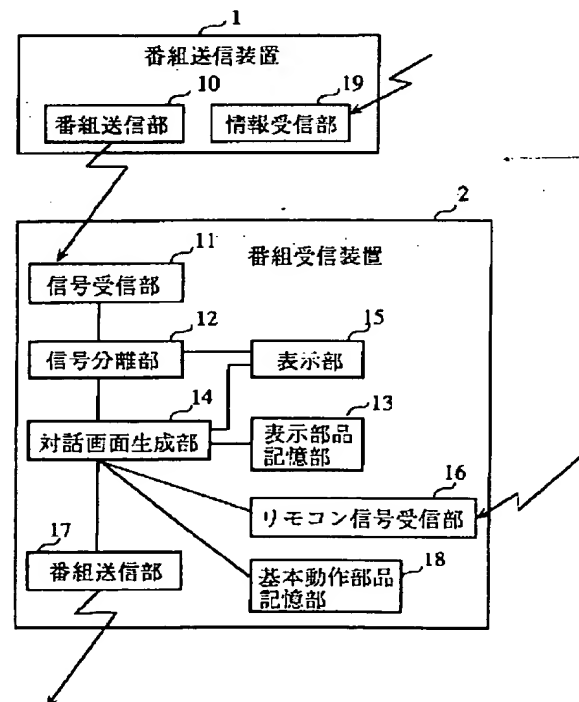 1
番組送信装置
10
19
番組送信部
情報受信部
2
番組受信装置
11
信号受信部
12
15
信号分離部
表示部
14
13
対話画面生成部
表示部品
記憶部
16
リモコン信号受信部
17
18
番組送信部
基本動作部品
記憶部